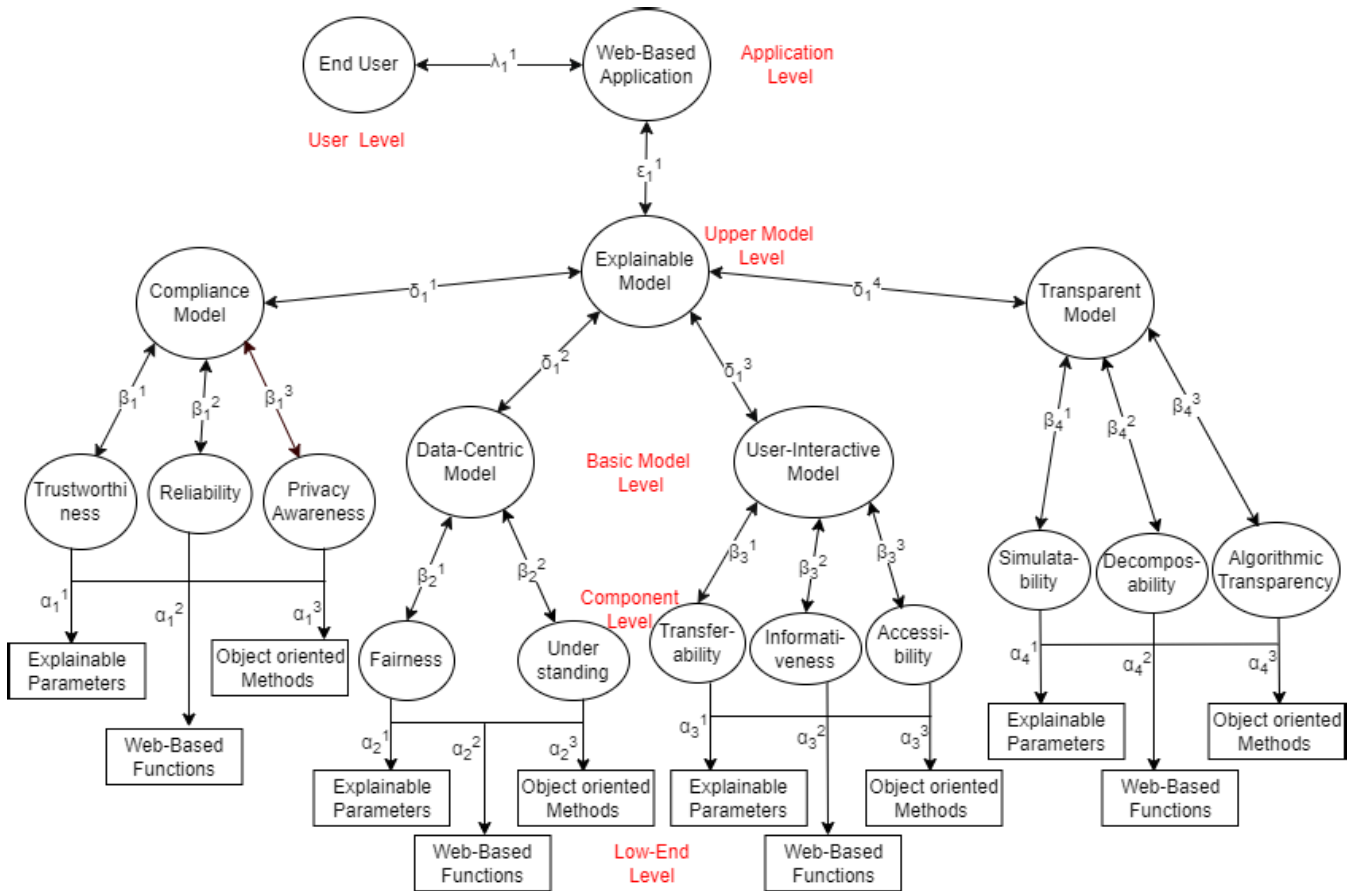 End User
λ₁¹
Web-Based
Application
Application
Level
User Level
ε₁¹
Upper Model
Level
Explainable
Model
Compliance
Model
δ₁¹
δ₁⁴
Transparent
Model
δ₁²
δ₁³
β₁¹
β₁²
β₁³
β₄¹
β₄²
β₄³
Data-Centric
Model
Basic Model
Level
User-Interactive
Model
Trustworthi
ness
Reliability
Privacy
Awareness
β₂¹
β₂²
β₃¹
β₃²
β₃³
Simulata-
bility
Decompos-
ability
Algorithmic
Transparency
Component
Level
α₁¹
α₁²
α₁³
Fairness
Under
standing
Transfer-
ability
Informati-
veness
Accessi-
bility
Explainable
Parameters
Object oriented
Methods
α₄¹
α₄²
α₄³
Web-Based
Functions
α₂¹
α₂²
α₂³
α₃¹
α₃²
α₃³
Explainable
Parameters
Object oriented
Methods
Explainable
Parameters
Object oriented
Methods
Explainable
Parameters
Object oriented
Methods
Web-Based
Functions
Web-Based
Functions
Low-End
Level
Web-Based
Functions